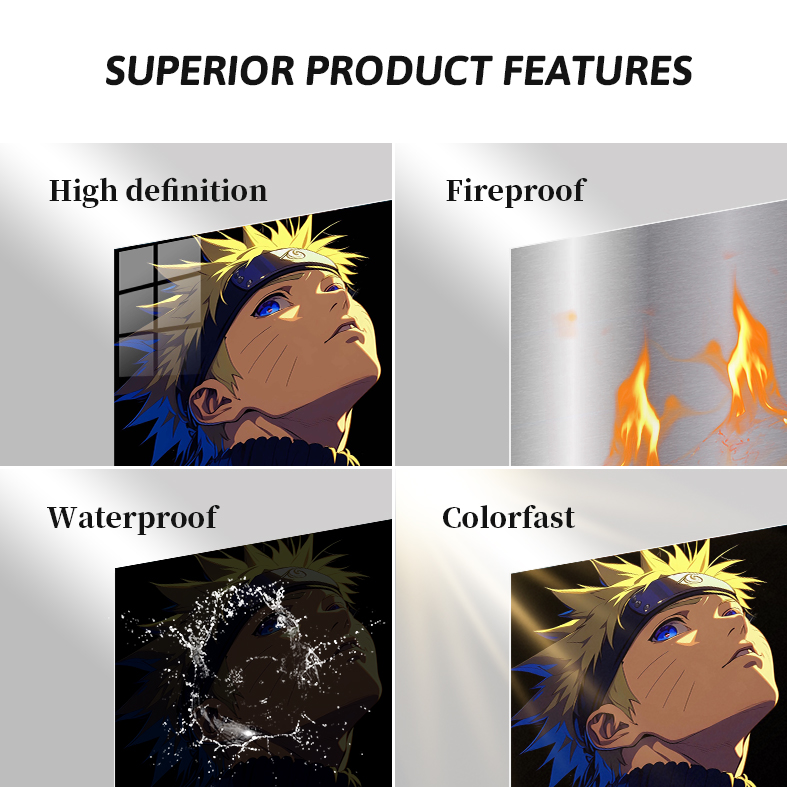 SUPERIOR PRODUCT FEATURES
High definition
Fireproof
Waterproof
Colorfast